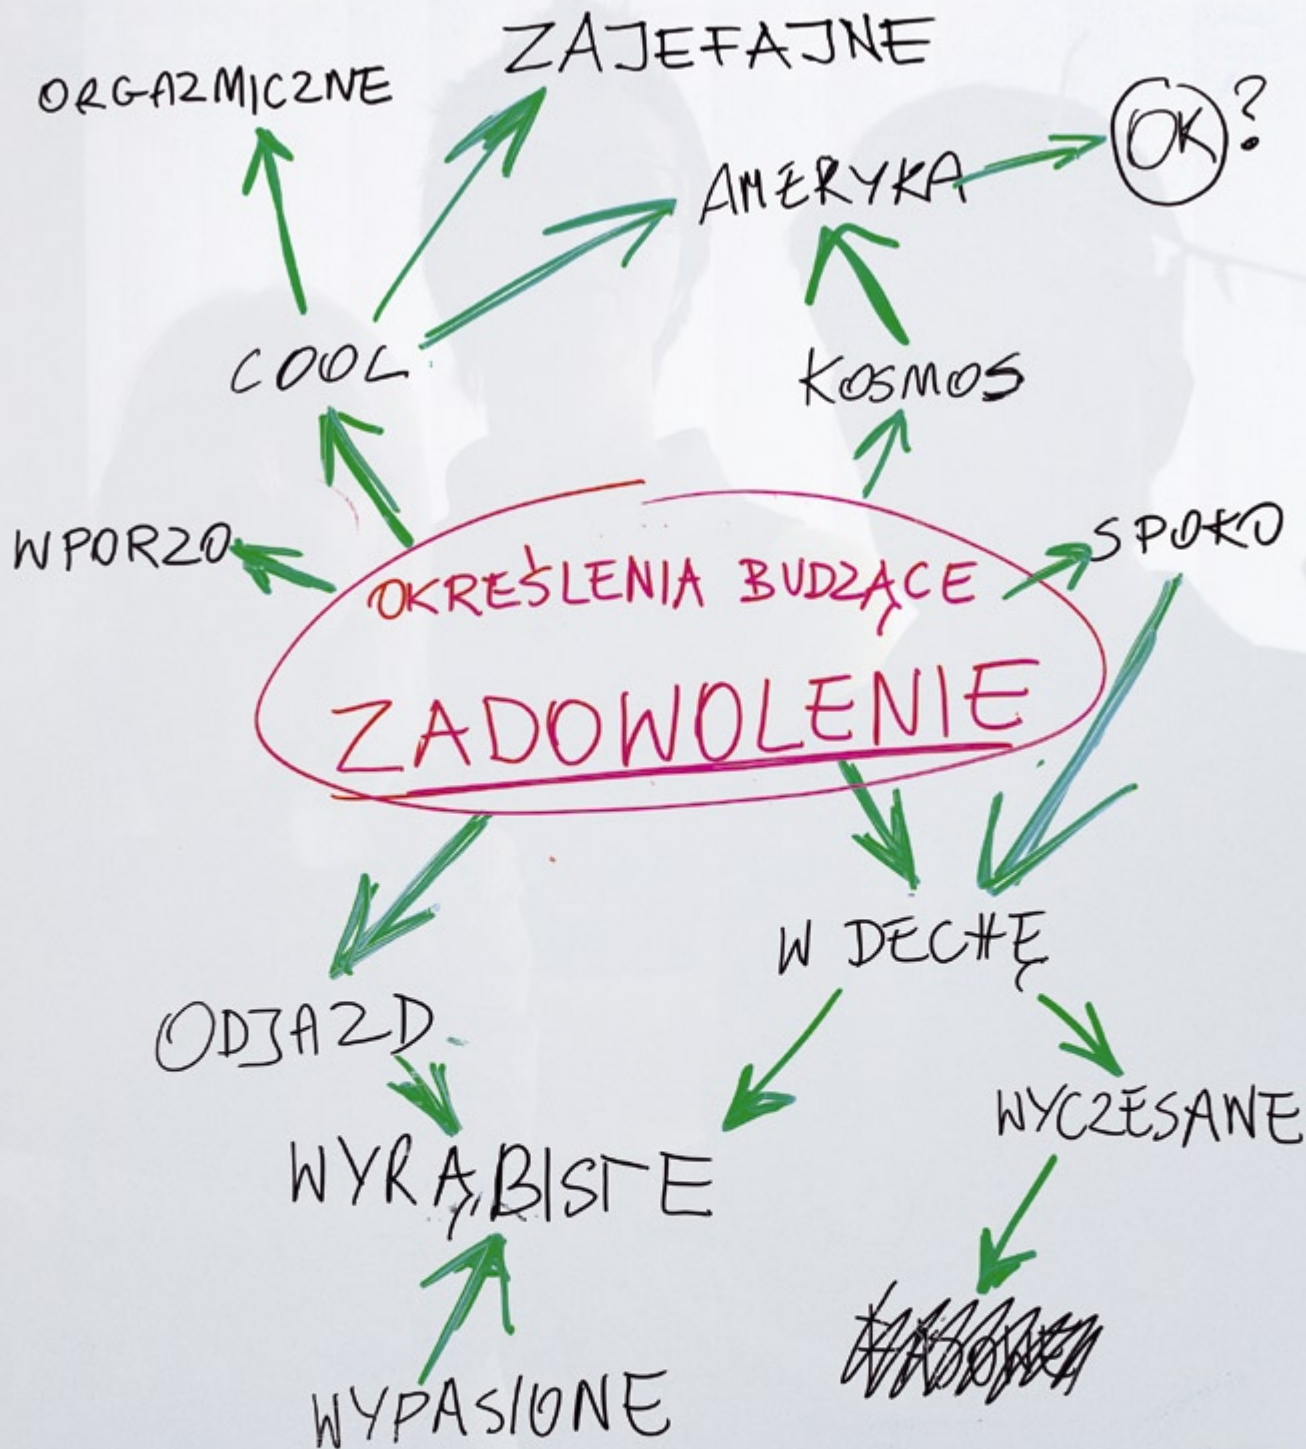 ZAJEFAJNE
ORGAZMICZNE
OK?
AMERYKA
COOL
KOSMOS
WPORZO
SPOKO
OKREŚLENIA BUDZĄCE
ZADOWOLENIE
W DECHĘ
ODJAZD
WYCZESANE
WYRĄBISTE
WYPASIONE